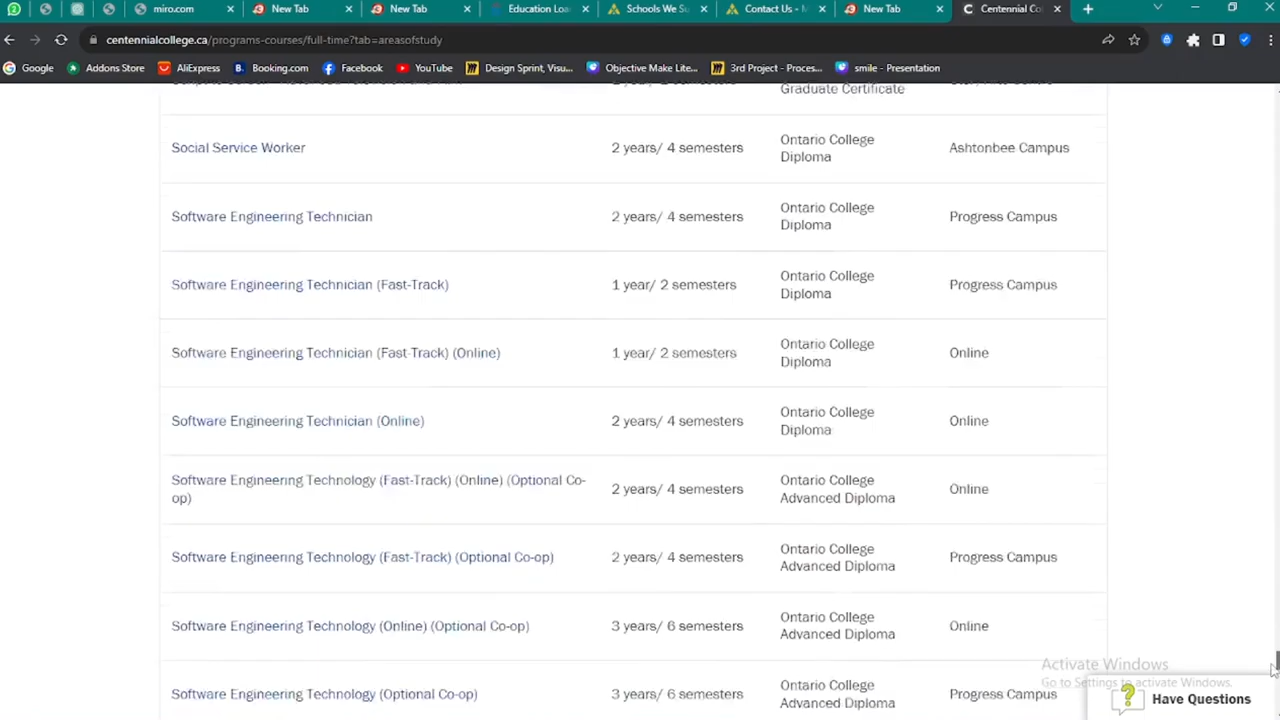 miro.com
New Tab
New Tab
Education Loa
Schools We Su
Contact Us - M
New Tab
Centennial Co
centennialcollege.ca/programs-courses/full-time?tab=areasofstudy
Google
Addons Store
AliExpress
Booking.com
Facebook
YouTube
Design Sprint, Visu...
Objective Make Lite...
3rd Project - Proces...
smile - Presentation
Graduate Certificate
Social Service Worker
2 years/ 4 semesters
Ontario College
Diploma
Ashtonbee Campus
Software Engineering Technician
2 years/ 4 semesters
Ontario College
Diploma
Progress Campus
Software Engineering Technician (Fast-Track)
1 year/ 2 semesters
Ontario College
Diploma
Progress Campus
Software Engineering Technician (Fast-Track) (Online)
1 year/ 2 semesters
Ontario College
Diploma
Online
Software Engineering Technician (Online)
2 years/ 4 semesters
Ontario College
Diploma
Online
Software Engineering Technology (Fast-Track) (Online) (Optional Co-
op)
2 years/ 4 semesters
Ontario College
Advanced Diploma
Online
Software Engineering Technology (Fast-Track) (Optional Co-op)
2 years/ 4 semesters
Ontario College
Advanced Diploma
Progress Campus
Software Engineering Technology (Online) (Optional Co-op)
3 years/ 6 semesters
Ontario College
Advanced Diploma
Online
Software Engineering Technology (Optional Co-op)
3 years/ 6 semesters
Ontario College
Advanced Diploma
Progress Campus
Activate Windows
Go to Settings to activate Windows.
Have Questions